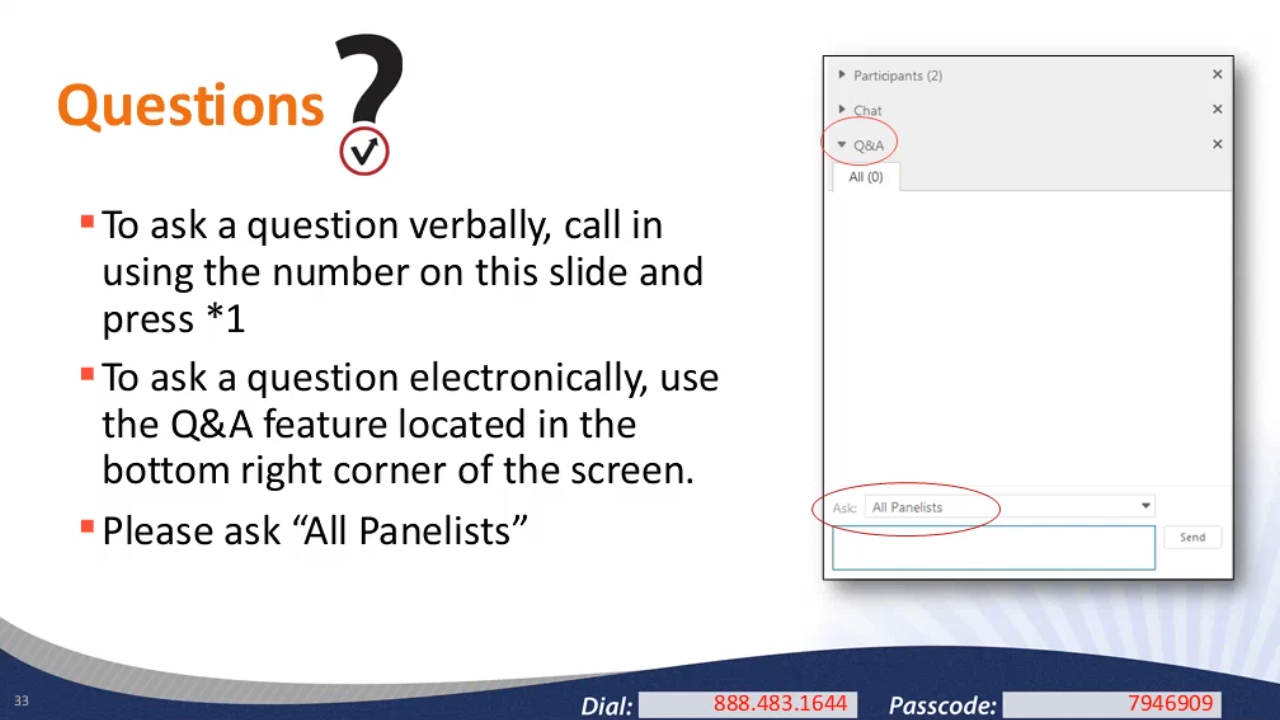 Questions
To ask a question verbally, call in
using the number on this slide and
press *1
To ask a question electronically, use
the Q&A feature located in the
bottom right corner of the screen.
Please ask “All Panelists”
Participants (2)
Chat
Q&A
All (0)
Ask: All Panelists
Send
33
Dial: 888.483.1644 Passcode: 7946909